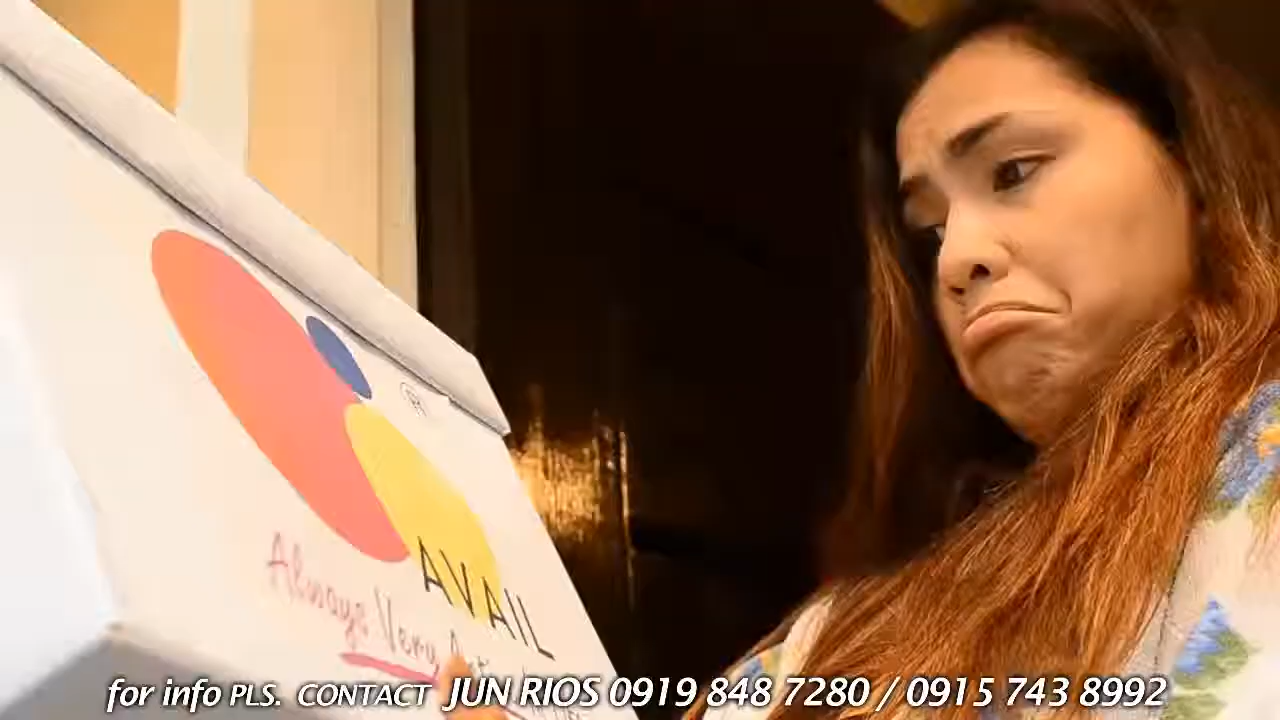 AVAIL
Always Very
for info PLS. CONTACT JUN RIOS 0919 848 7280 / 0915 743 8992